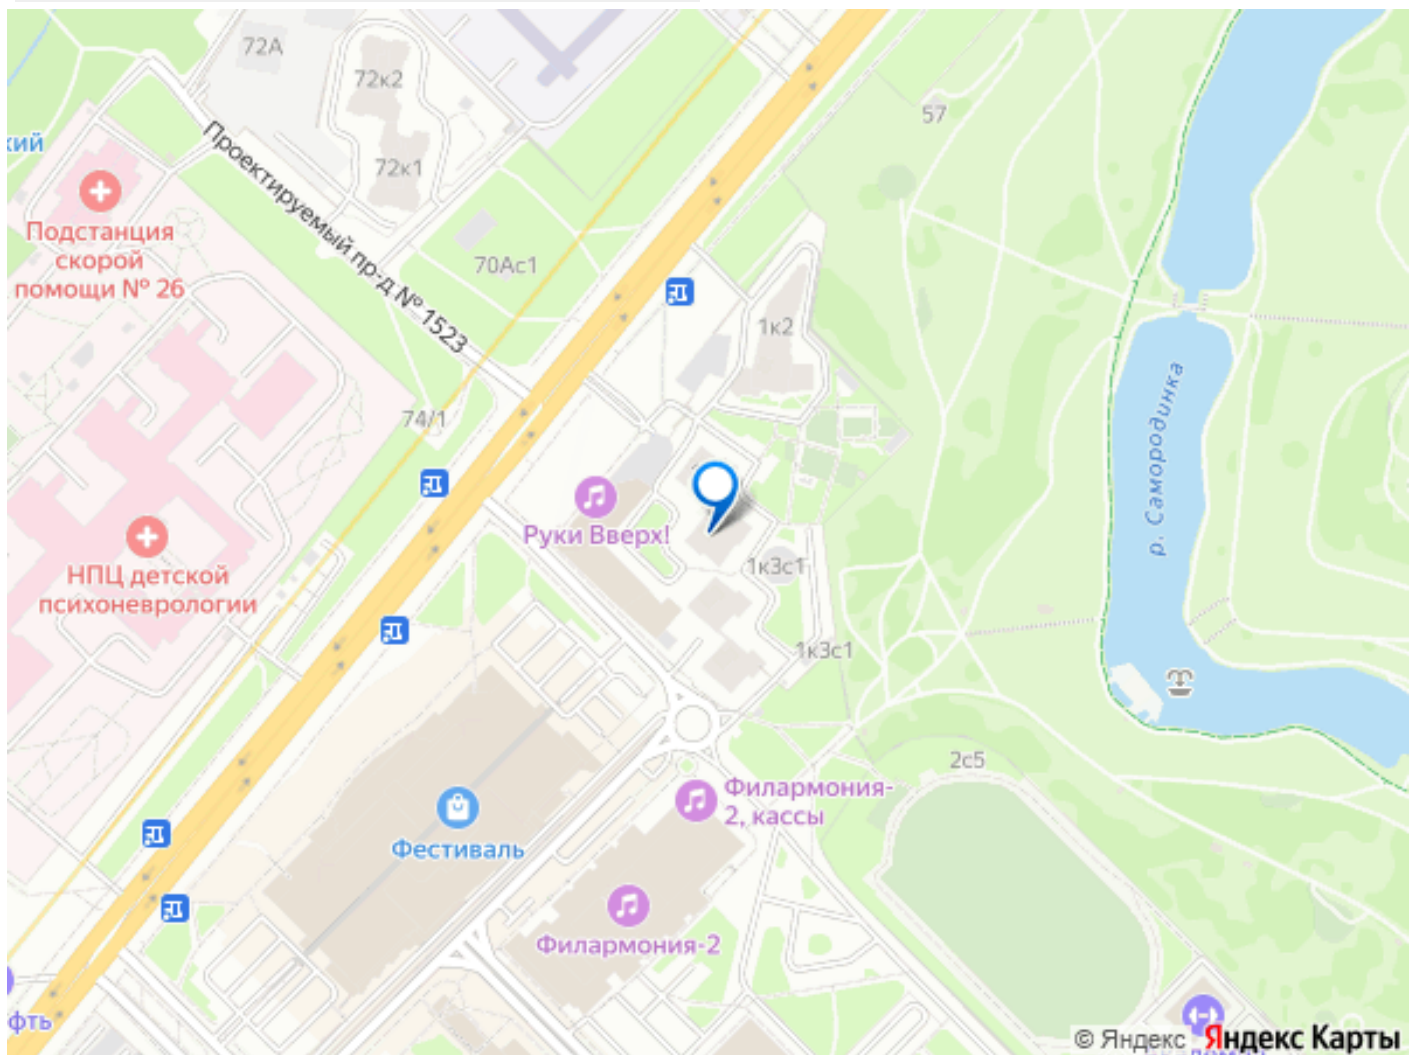 72А
72к2
кий
Проектируемый пр-д № 1523
72к1
57
Подстанция
скорой
помощи № 26
70Ас1
1к2
р. Самородинка
74/1
Руки Вверх!
1к3с1
НПЦ детской
психоневрологии
1к3с1
2с5
Филармония-
2, кассы
Фестиваль
Филармония-2
фть
© Яндекс Яндекс Карты